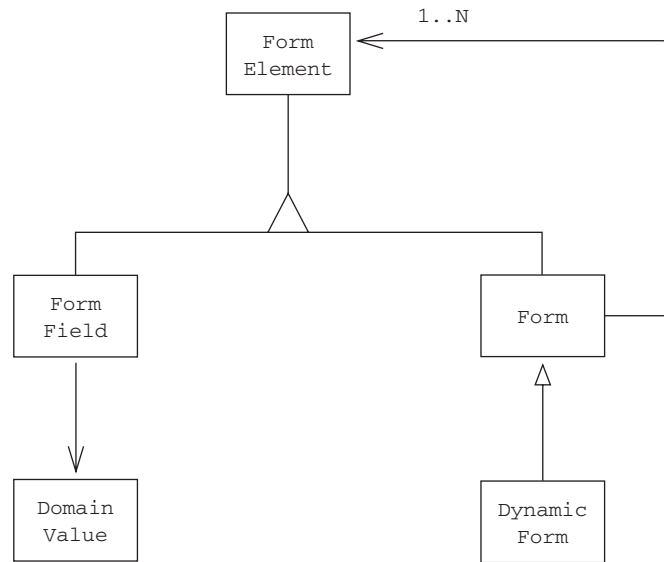 1..N
Form
Element
Form
Field
Form
Domain
Value
Dynamic
Form